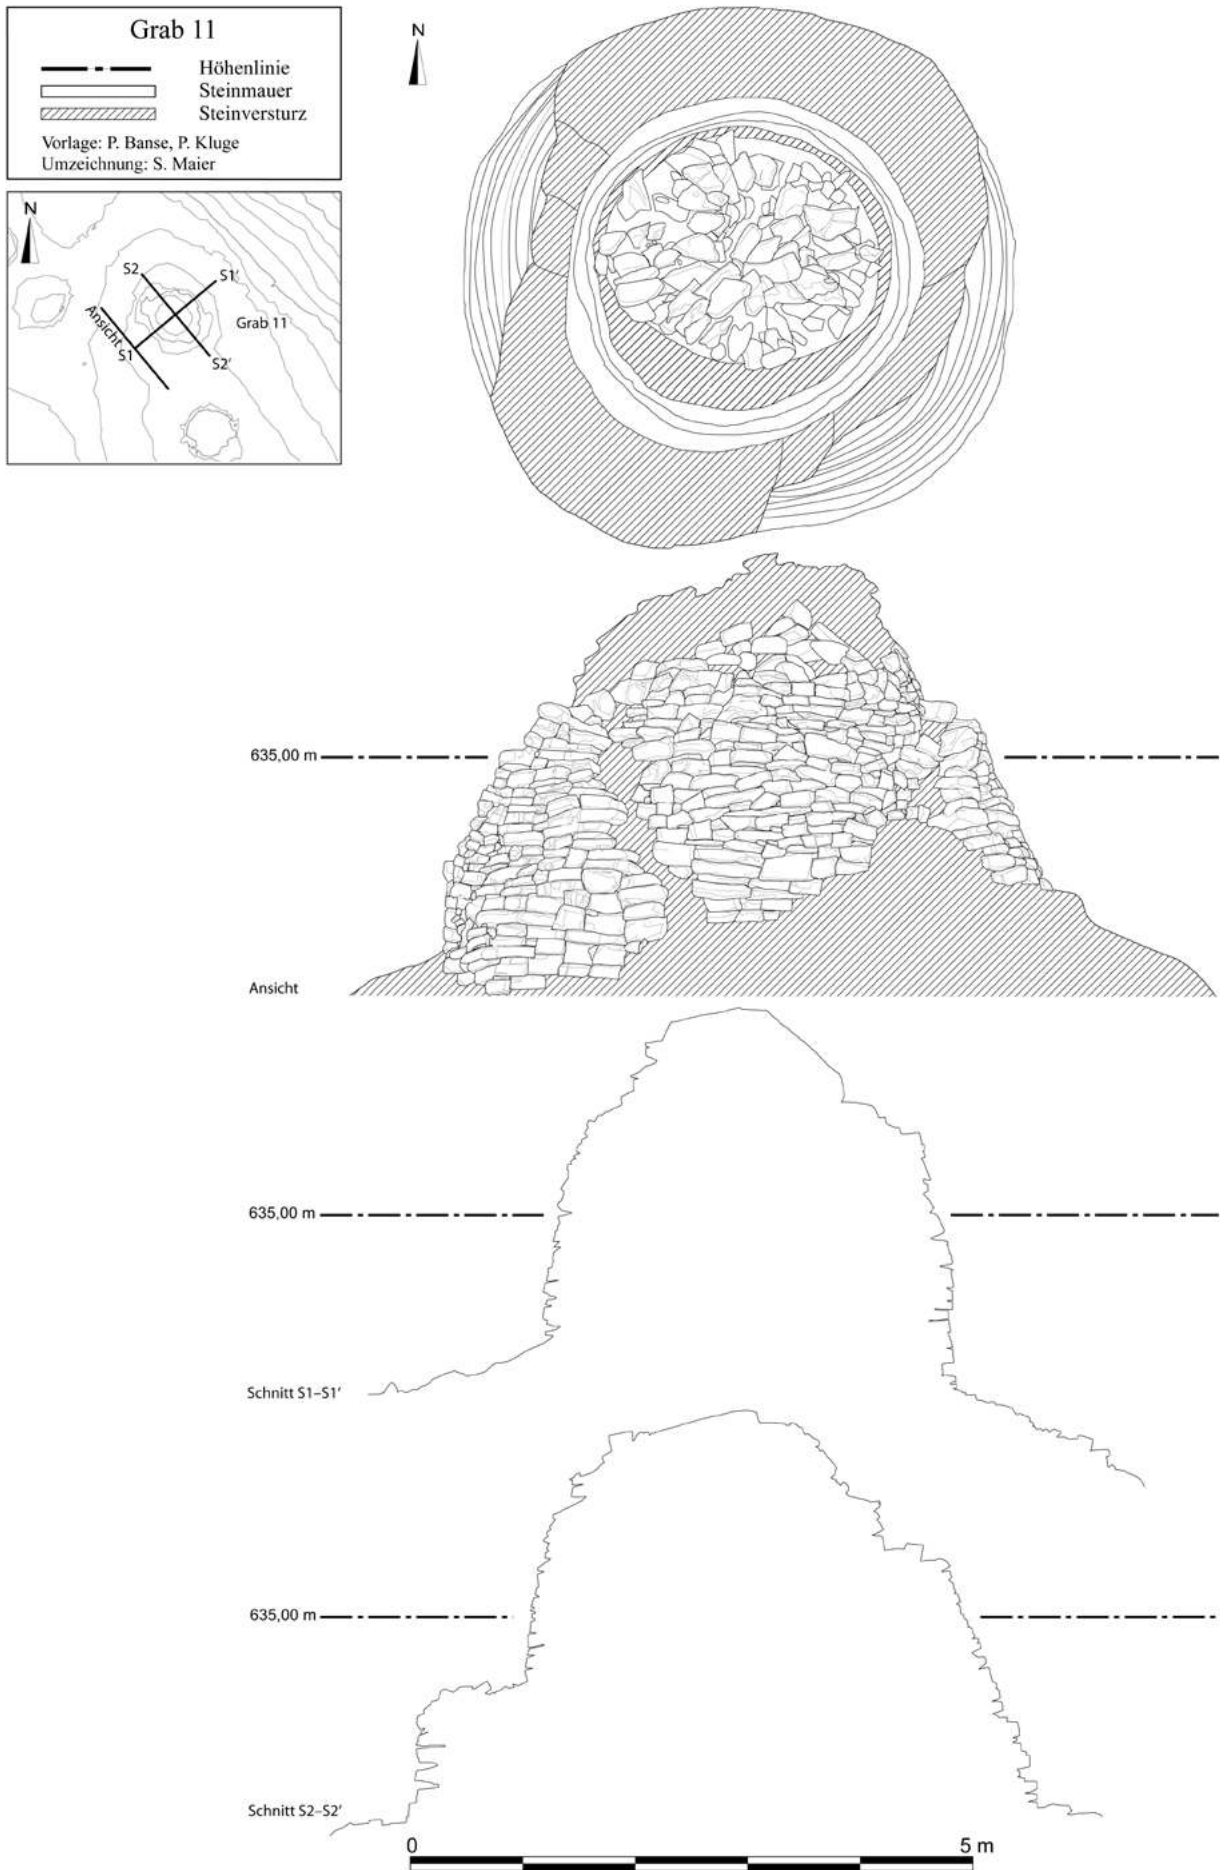 Grab 11
Höhenlinie
Steinmauer
Steinversturz
Vorlage: P. Banse, P. Kluge
Umzeichnung: S. Maier
N
N
S2
S1'
Ansicht
Grab 11
S1
S2'
635,00 m
Ansicht
635,00 m
Schnitt S1–S1'
635,00 m
Schnitt S2–S2'
0 5 m